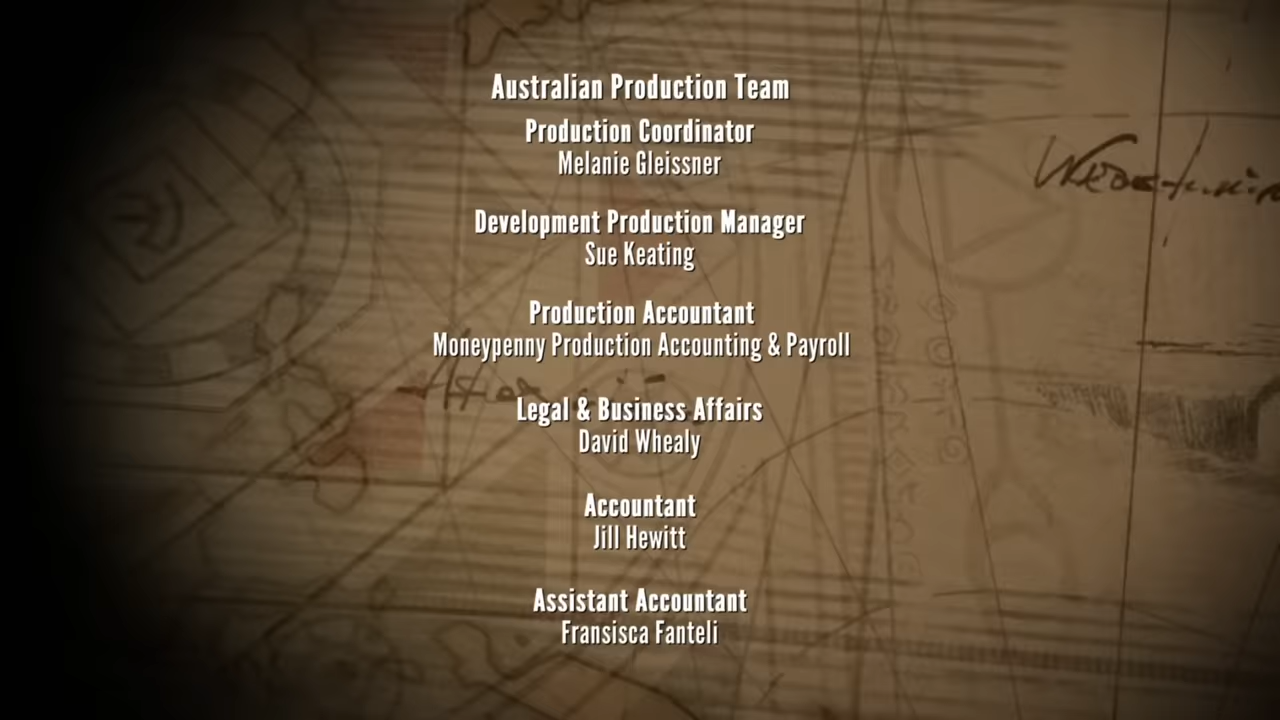 Australian Production Team
Production Coordinator
Melanie Gleissner
Development Production Manager
Sue Keating
Production Accountant
Moneypenny Production Accounting & Payroll
Legal & Business Affairs
David Whealy
Accountant
Jill Hewitt
Assistant Accountant
Fransisca Fanteli